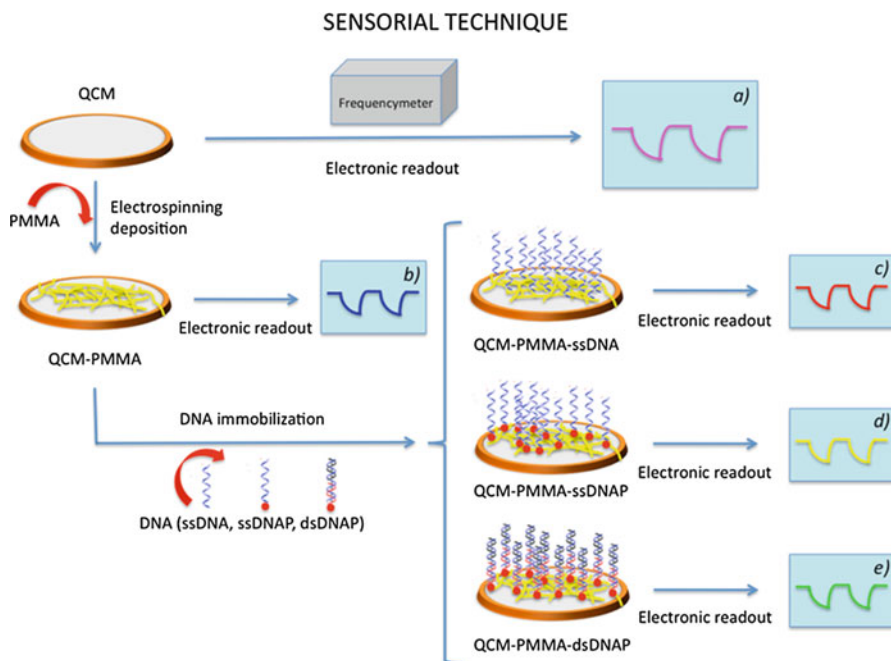 SENSORIAL TECHNIQUE
QCM
Frequencymeter
a)
Electronic readout
PMMA
Electrospinning
deposition
b)
Electronic readout
QCM-PMMA
c)
Electronic readout
QCM-PMMA-ssDNA
DNA immobilization
DNA (ssDNA, ssDNAP, dsDNAP)
d)
Electronic readout
QCM-PMMA-ssDNAP
e)
Electronic readout
QCM-PMMA-dsDNAP